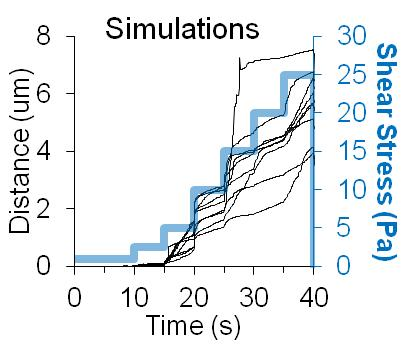 Simulations
Distance (um)
8
6
4
2
0
30
25
20
15
10
5
0
Shear Stress (Pa)
0 10 20 30 40
Time (s)